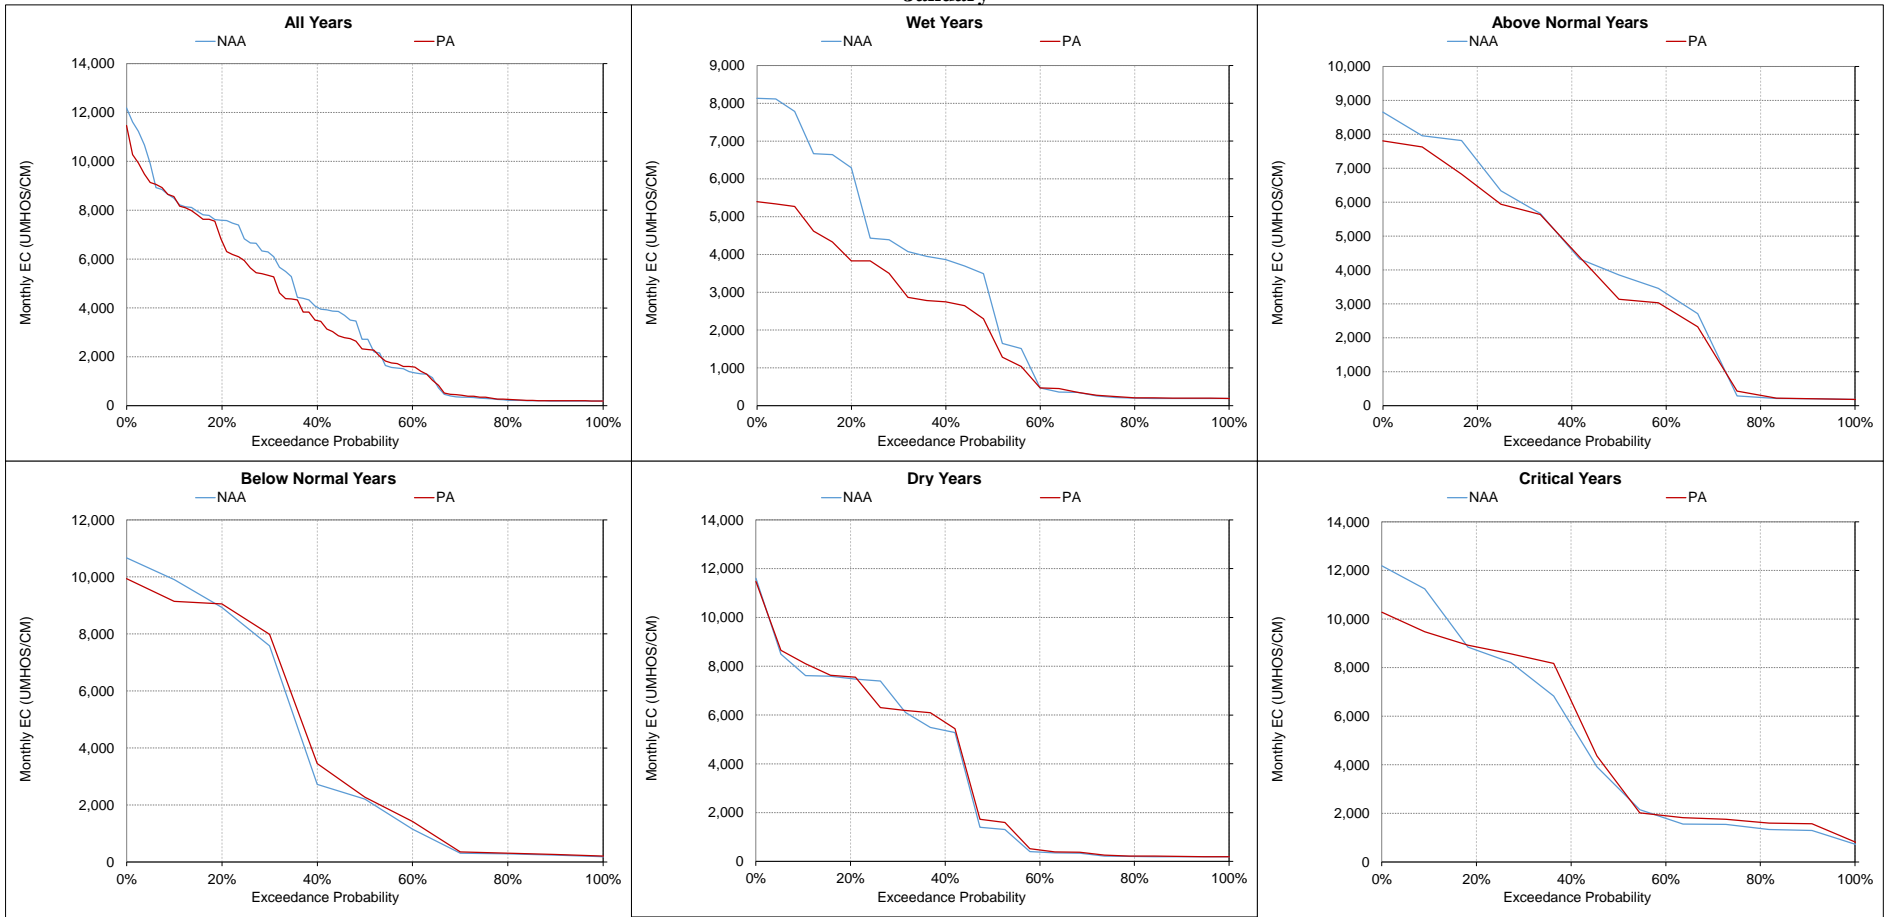 All Years
NAA PA
14,000
12,000
10,000
8,000
6,000
4,000
2,000
0
0% 20% 40% 60% 80% 100%
Monthly EC (UMHOS/CM)
Exceedance Probability
Wet Years
NAA PA
9,000
8,000
7,000
6,000
5,000
4,000
3,000
2,000
1,000
0
0% 20% 40% 60% 80% 100%
Monthly EC (UMHOS/CM)
Exceedance Probability
Above Normal Years
NAA PA
10,000
9,000
8,000
7,000
6,000
5,000
4,000
3,000
2,000
1,000
0
0% 20% 40% 60% 80% 100%
Monthly EC (UMHOS/CM)
Exceedance Probability
Below Normal Years
NAA PA
12,000
10,000
8,000
6,000
4,000
2,000
0
0% 20% 40% 60% 80% 100%
Monthly EC (UMHOS/CM)
Exceedance Probability
Dry Years
NAA PA
14,000
12,000
10,000
8,000
6,000
4,000
2,000
0
0% 20% 40% 60% 80% 100%
Monthly EC (UMHOS/CM)
Exceedance Probability
Critical Years
NAA PA
14,000
12,000
10,000
8,000
6,000
4,000
2,000
0
0% 20% 40% 60% 80% 100%
Monthly EC (UMHOS/CM)
Exceedance Probability